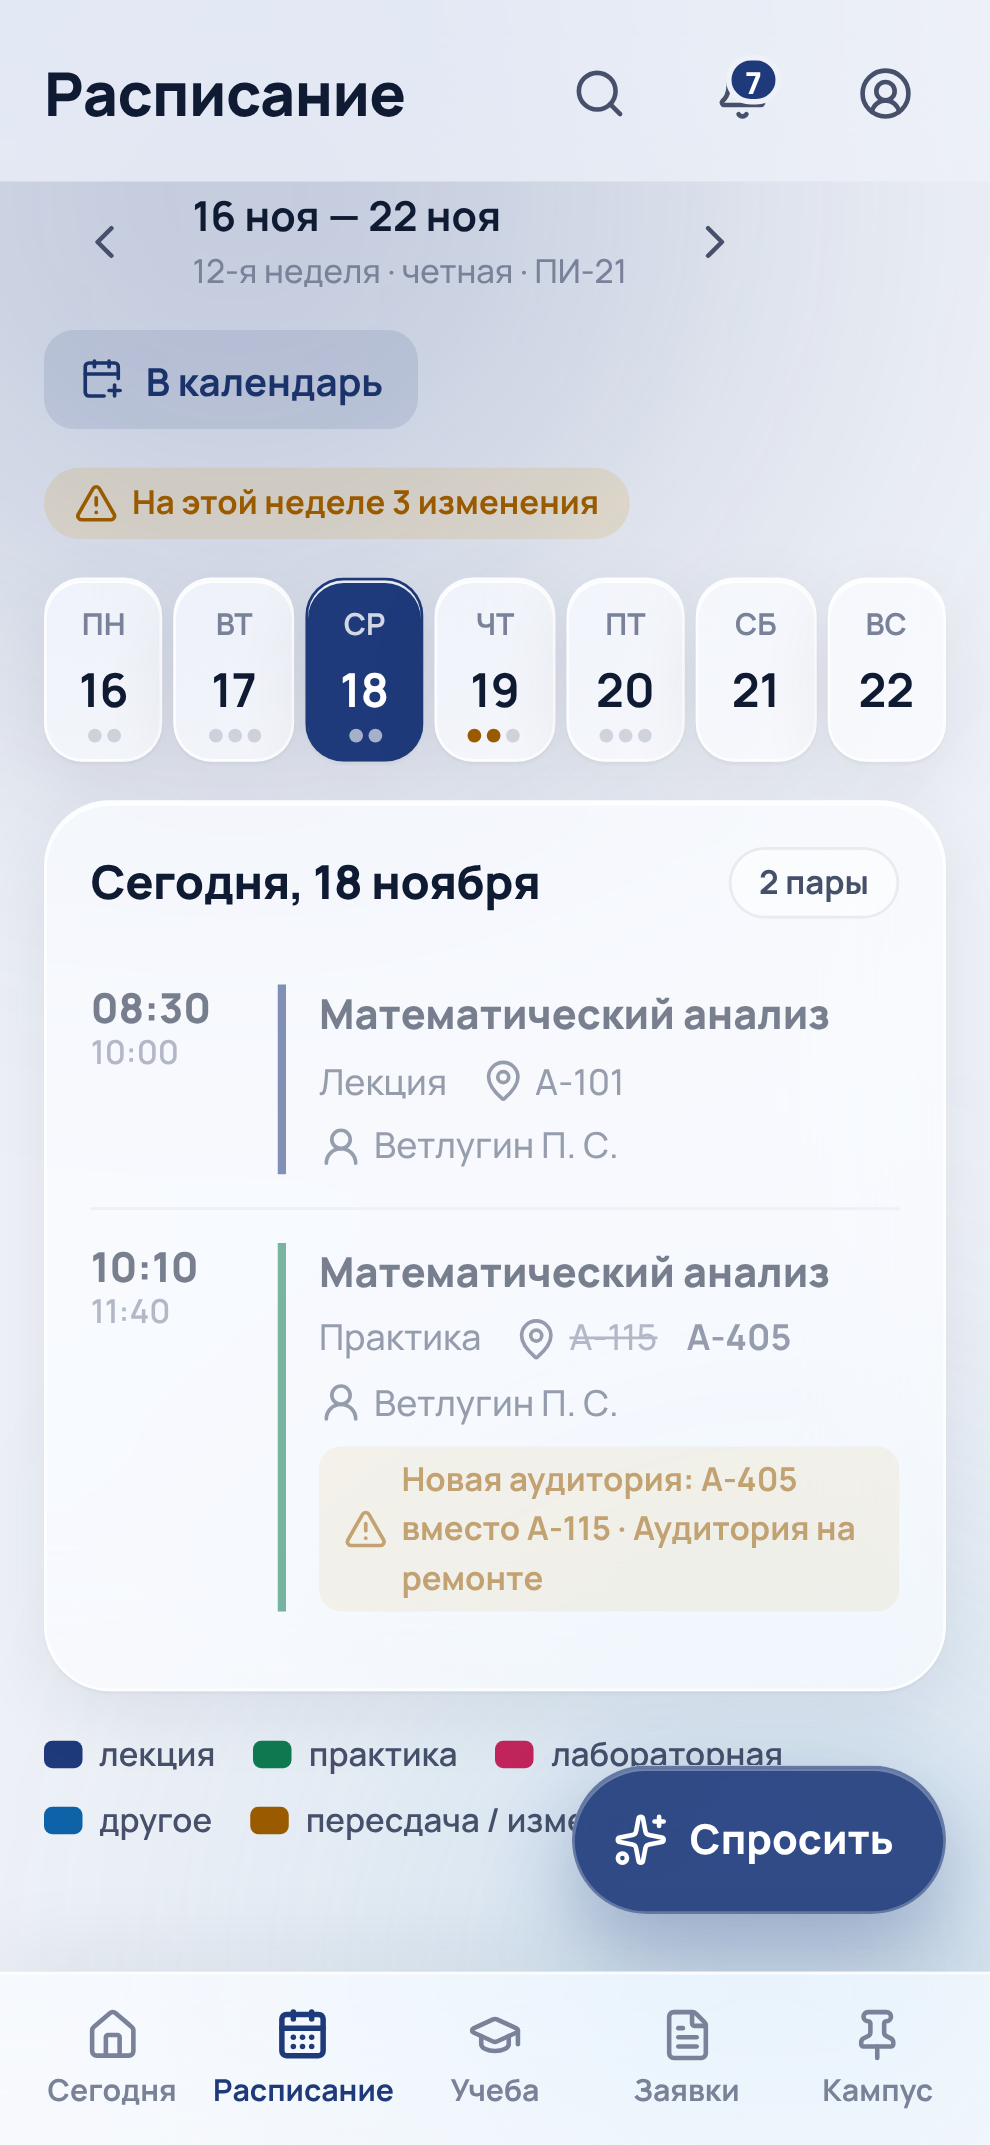 Расписание
7
16 ноя — 22 ноя
12-я неделя · четная · ПИ-21
В календарь
На этой неделе 3 изменения
ПН ВТ СР ЧТ ПТ СБ ВС
16 17 18 19 20 21 22
Сегодня, 18 ноября
2 пары
08:30
10:00
Математический анализ
Лекция А-101
Ветлугин П. С.
10:10
11:40
Математический анализ
Практика А-115 А-405
Ветлугин П. С.
Новая аудитория: А-405
вместо А-115 · Аудитория на
ремонте
лекция практика лабораторная
другое пересдача / изме
Спросить
Сегодня Расписание Учеба Заявки Кампус